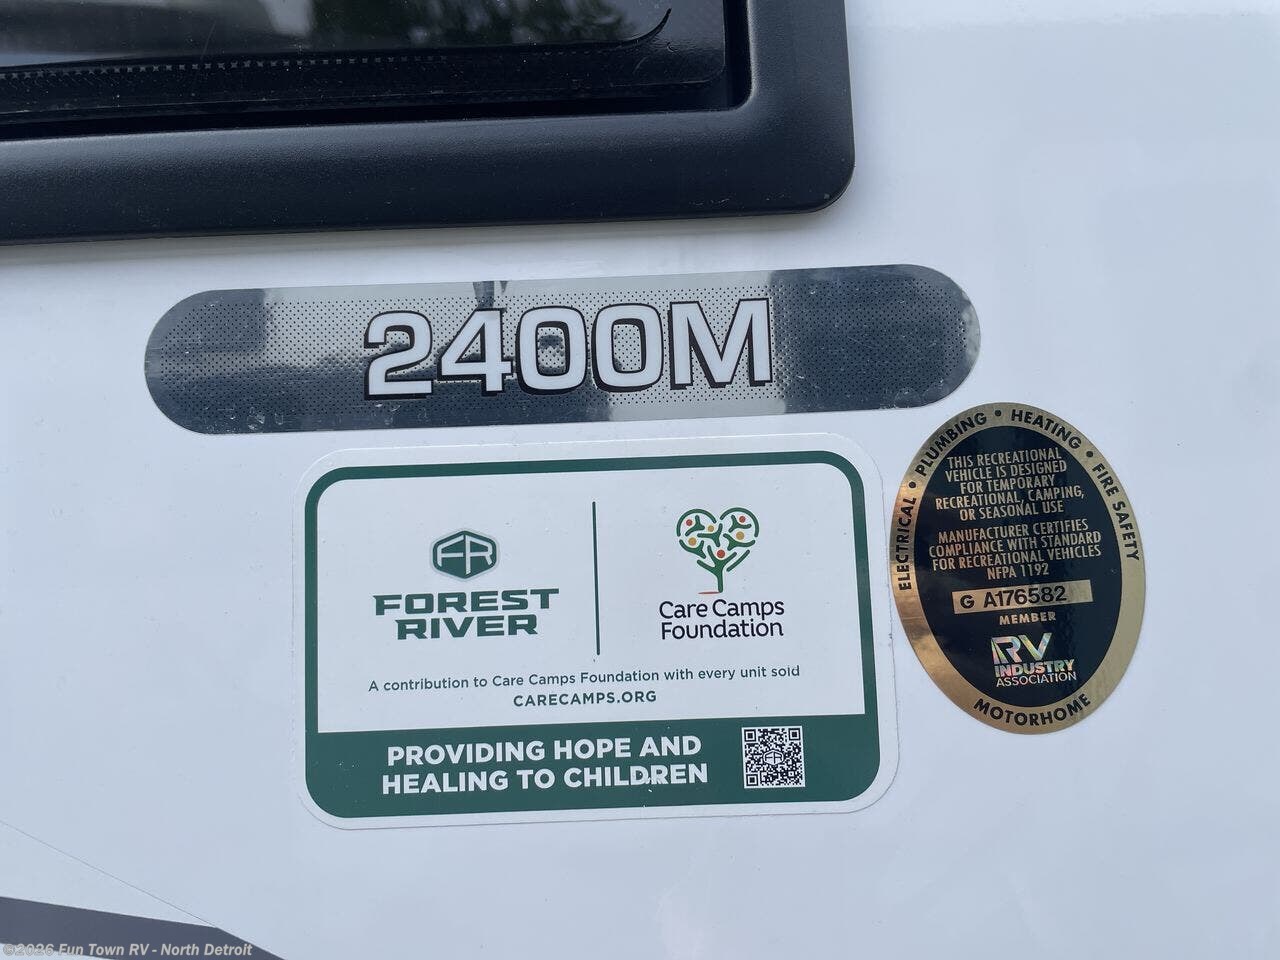 2400M
FR
FOREST
RIVER
Care Camps
Foundation
A contribution to Care Camps Foundation with every unit sold
CARECAMPS.ORG
PROVIDING HOPE AND
HEALING TO CHILDREN
ELECTRICAL • PLUMBING • HEATING • FIRE SAFETY
THIS RECREATIONAL
VEHICLE IS DESIGNED
FOR TEMPORARY
RECREATIONAL, CAMPING,
OR SEASONAL USE
MANUFACTURER CERTIFIES
COMPLIANCE WITH STANDARD
FOR RECREATIONAL VEHICLES
NFPA 1192
G A176582
MEMBER
RV
INDUSTRY
ASSOCIATION
MOTORHOME
©2026 Fun Town RV - North Detroit